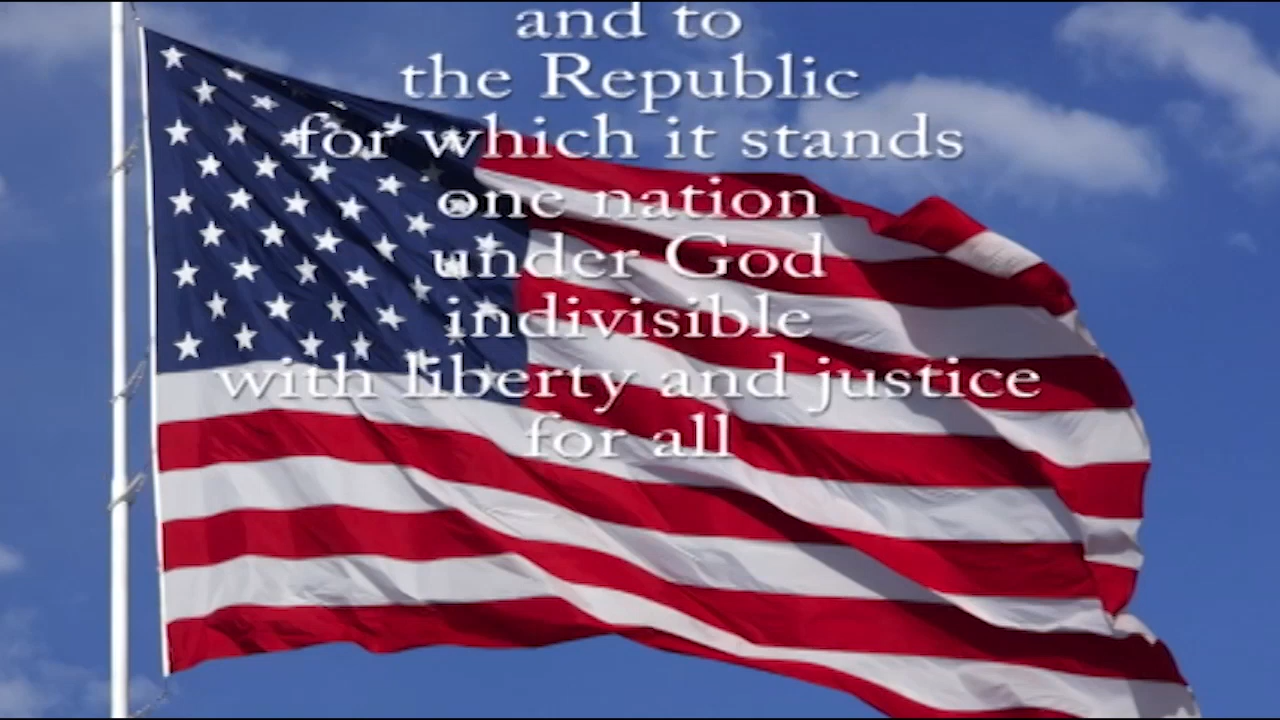 and to
the Republic
for which it stands
one nation
under God
indivisible
with liberty and justice
for all